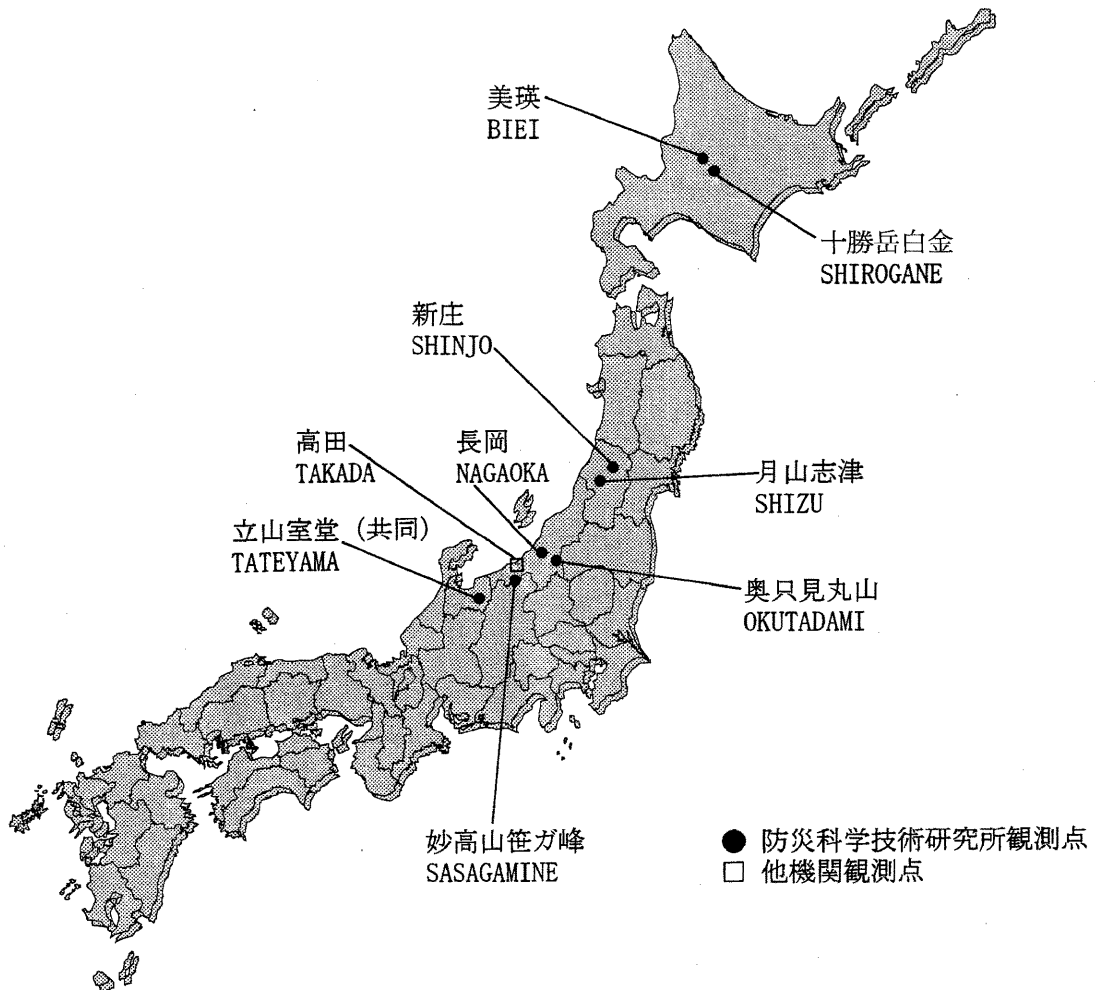 美瑛
BIEI
十勝岳白金
SHIROGANE
新庄
SHINJO
高田
TAKADA
長岡
NAGAOKA
月山志津
SHIZU
立山室堂（共同）
TATEYAMA
奥只見丸山
OKUTADAMI
妙高山笹ガ峰
SASAGAMINE
● 防災科学技術研究所観測点
□ 他機関観測点